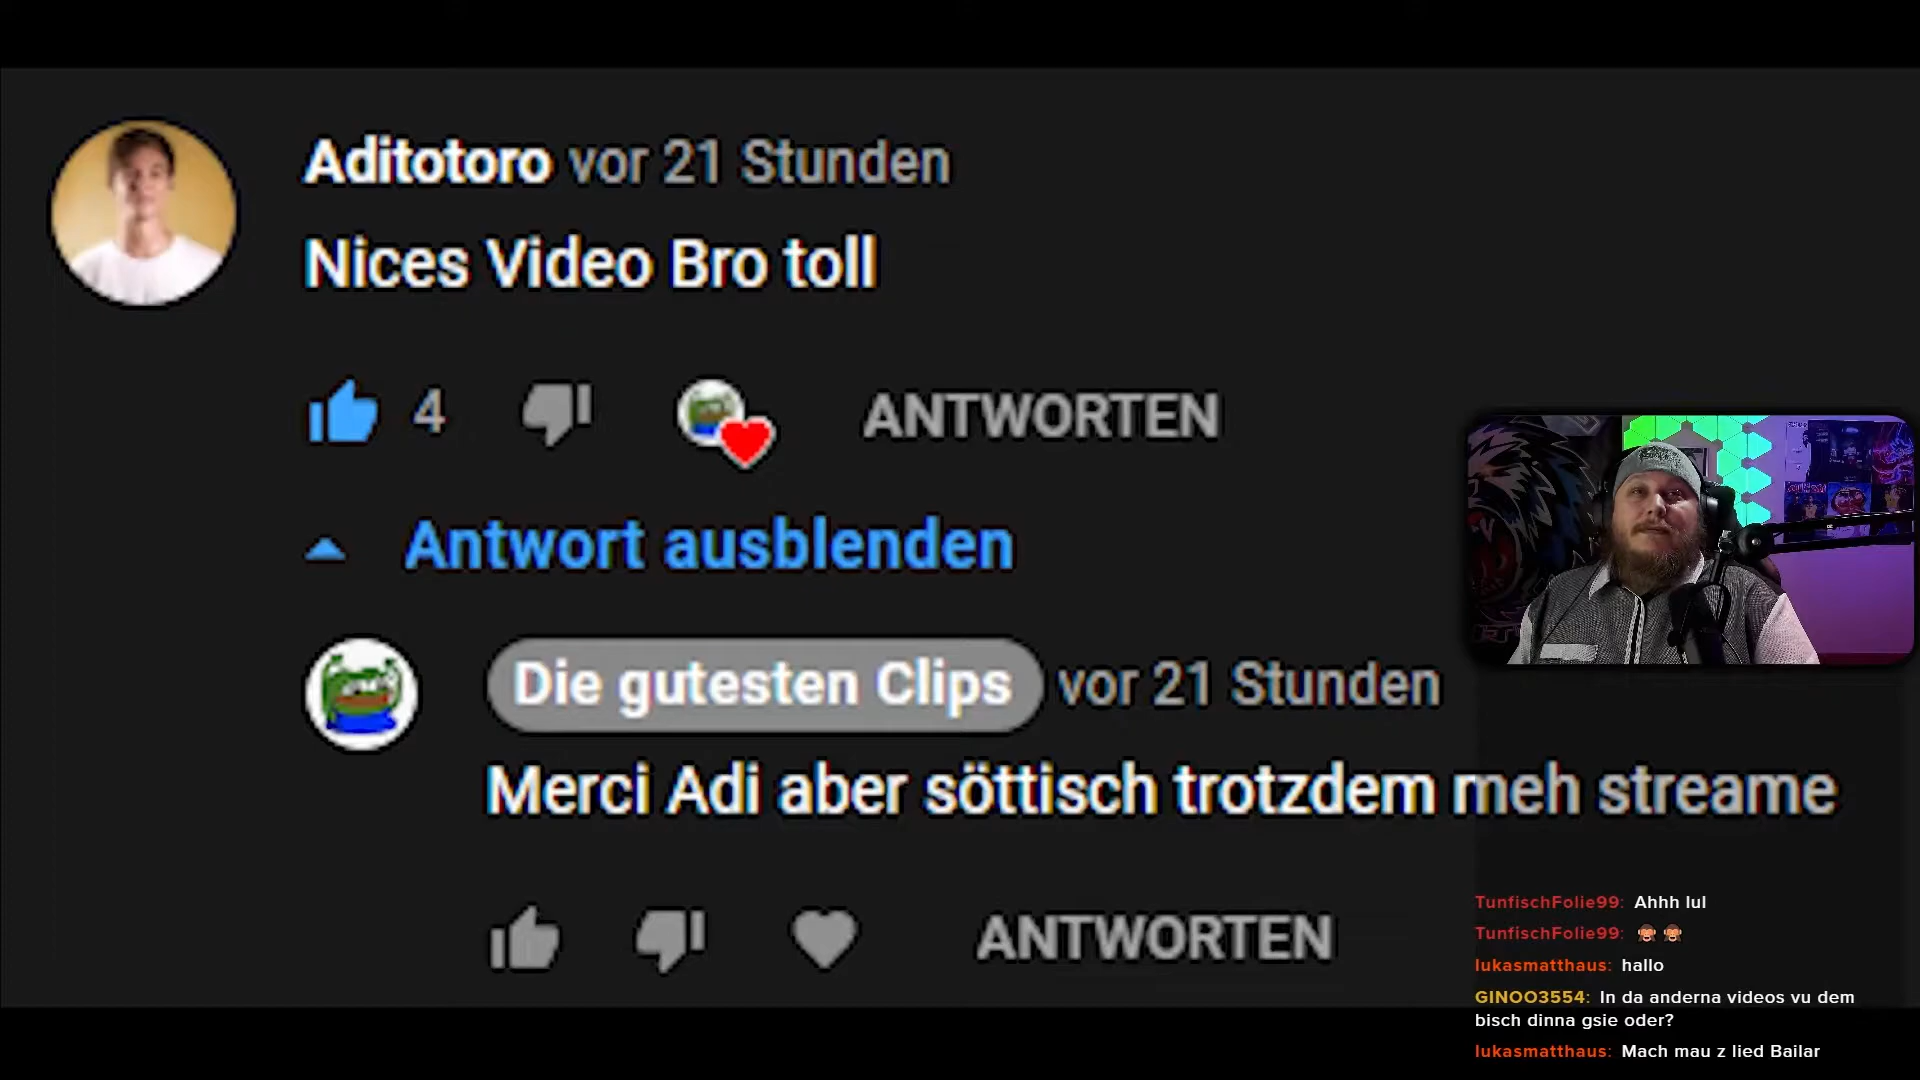 Aditotoro vor 21 Stunden
Nices Video Bro toll
4
ANTWORTEN
Antwort ausblenden
Die gutesten Clips vor 21 Stunden
Merci Adi aber söttisch trotzdem meh streame
ANTWORTEN
TunfischFolie99: Ahhh lul
TunfischFolie99: 🙈 🙈
lukasmatthaus: hallo
GINOO3554: In da anderna videos vu dem
bisch dinna gsie oder?
lukasmatthaus: Mach mau z lied Bailar